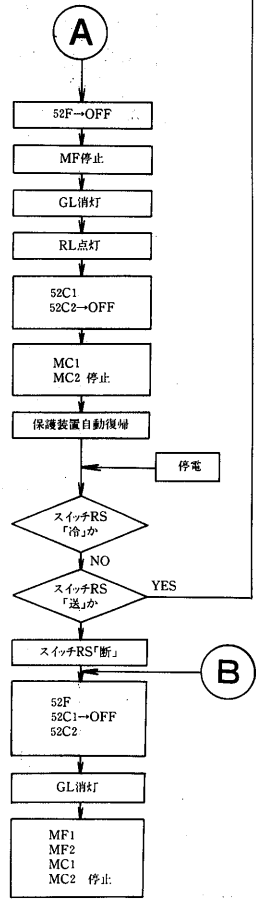 A
52F→OFF
MF停止
GL消灯
RL点灯
52C1
52C2→OFF
MC1
MC2 停止
保護装置自動復帰
停電
スイッチRS
「冷」か
NO
スイッチRS
「送」か
YES
スイッチRS「断」
B
52F
52C1→OFF
52C2
GL消灯
MF1
MF2
MC1
MC2 停止